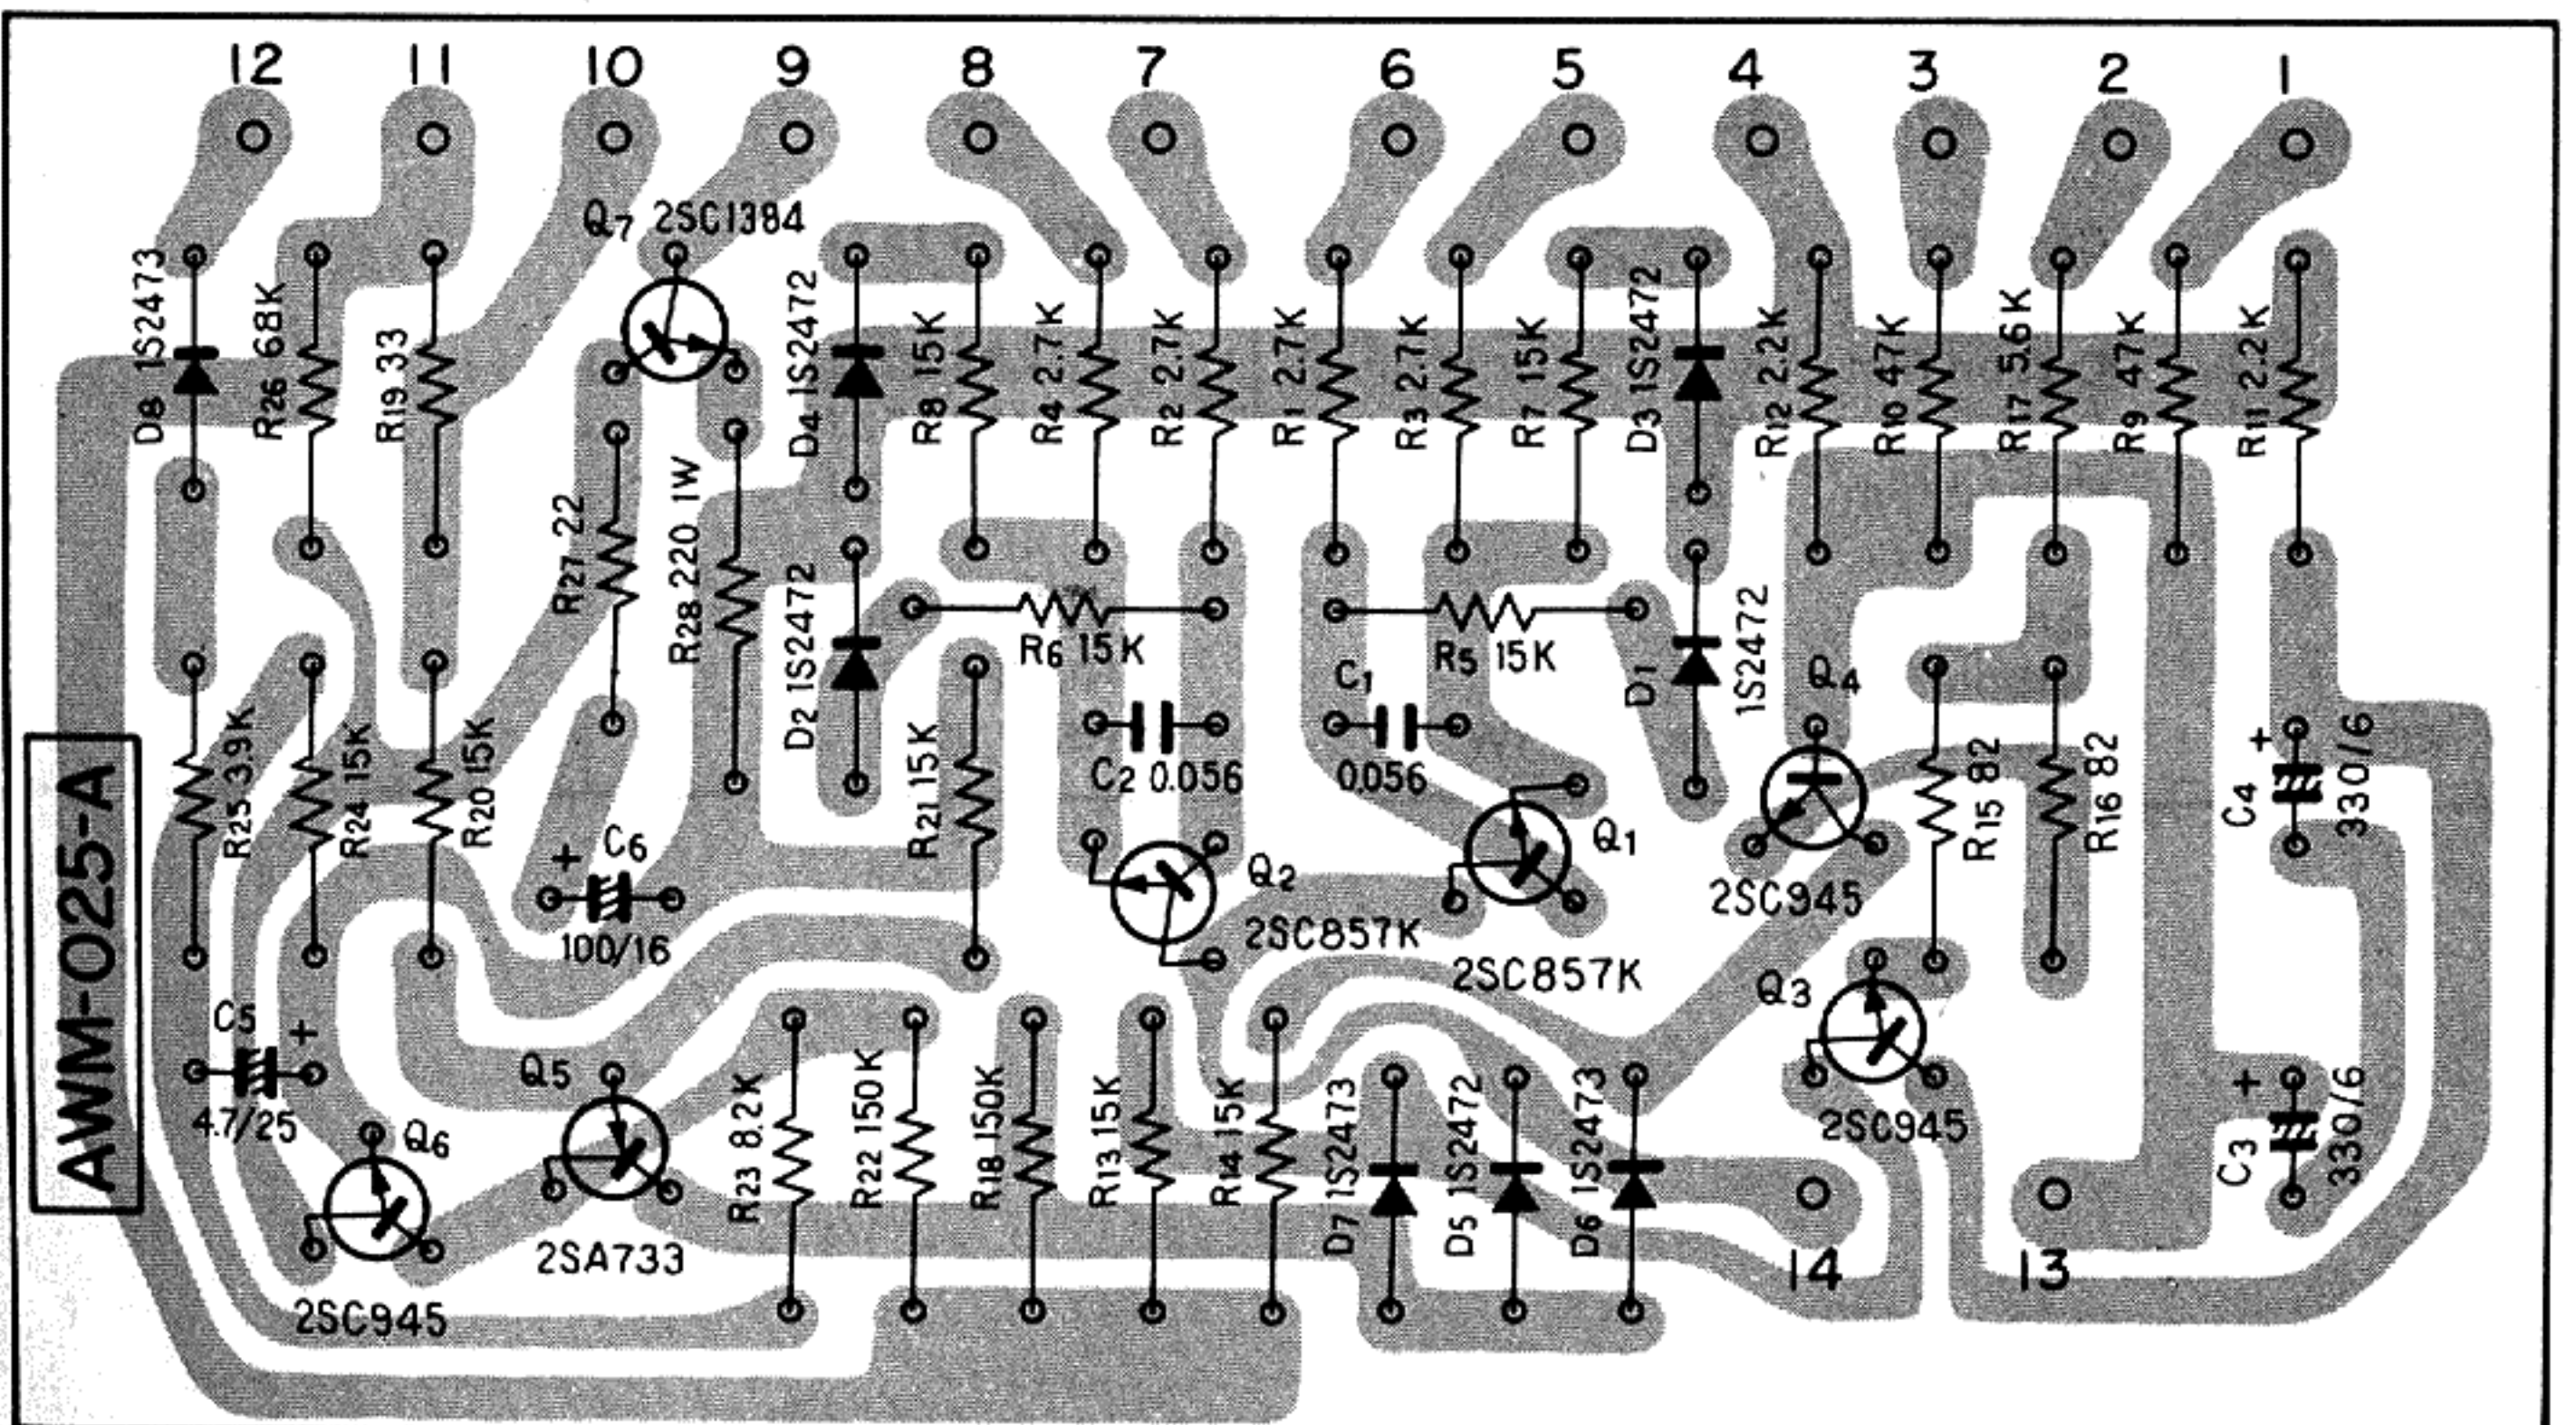 12 11 10 9 8 7 6 5 4 3 2 1
Q7 2SC1384
D8 1S2473
R26 68K
R19 33
D4 1S2472
R8 15K
R4 2.7K
R2 2.7K
R1 2.7K
R3 2.7K
R7 15K
D3 1S2472
R12 2.2K
R10 47K
R17 5.6K
R9 47K
R11 2.2K
R27 22
R28 220 1W
D2 1S2472
R6 15K
R5 15K
D1 1S2472
C1 0.056
C2 0.056
Q4 2SC945
R25 3.9K
R24 15K
R20 15K
R21 15K
+ C6 100/16
Q2 2SC857K
Q1 2SC857K
R15 82
R16 82
+ C4 330/6
AWM-025-A
C5 + 4.7/25
Q5 2SA733
Q6 2SC945
R23 8.2K
R22 150K
R18 150K
R13 15K
R14 15K
D7 1S2473
D5 1S2472
D6 1S2473
Q3 2SC945
+ C3 330/6
14 13